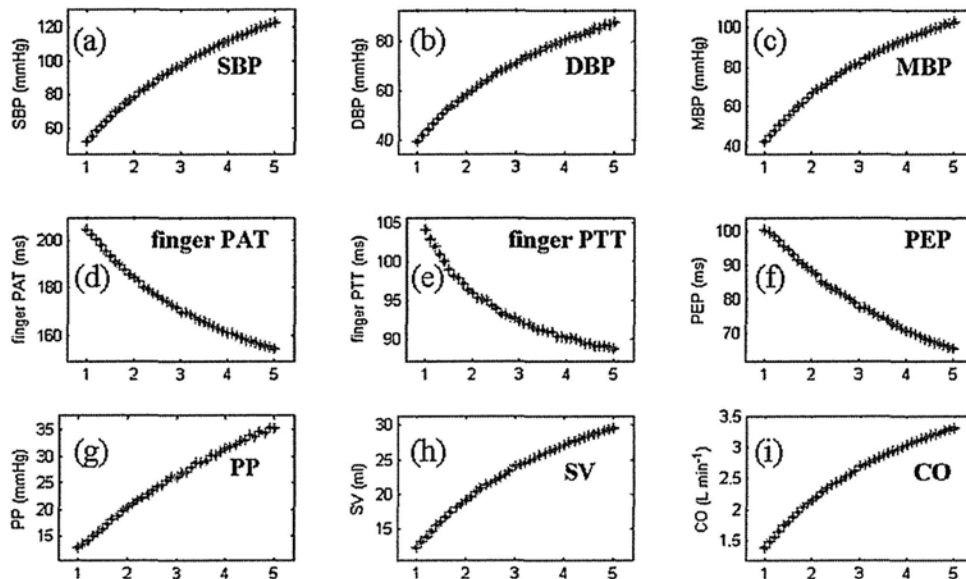 (a)
SBP
SBP (mmHg)
120
100
80
60
1 2 3 4 5
(b)
DBP
DBP (mmHg)
80
60
40
1 2 3 4 5
(c)
MBP
MBP (mmHg)
100
80
60
40
1 2 3 4 5
(d)
finger PAT
finger PAT (ms)
200
180
160
1 2 3 4 5
(e)
finger PTT
finger PTT (ms)
105
100
95
90
1 2 3 4 5
(f)
PEP
PEP (ms)
100
90
80
70
1 2 3 4 5
(g)
PP
PP (mmHg)
35
30
25
20
15
1 2 3 4 5
(h)
SV
SV (ml)
30
25
20
15
10
1 2 3 4 5
(i)
CO
CO (L min⁻¹)
3.5
3
2.5
2
1.5
1 2 3 4 5